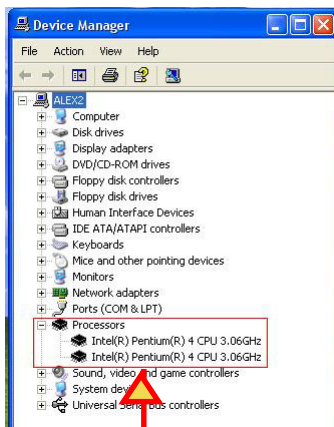 Device Manager
File Action View Help
ALEX2
Computer
Disk drives
Display adapters
DVD/CD-ROM drives
Floppy disk controllers
Floppy disk drives
Human Interface Devices
IDE ATA/ATAPI controllers
Keyboards
Mice and other pointing devices
Monitors
Network adapters
Ports (COM & LPT)
Processors
Intel(R) Pentium(R) 4 CPU 3.06GHz
Intel(R) Pentium(R) 4 CPU 3.06GHz
Sound, video and game controllers
System devices
Universal Serial Bus controllers